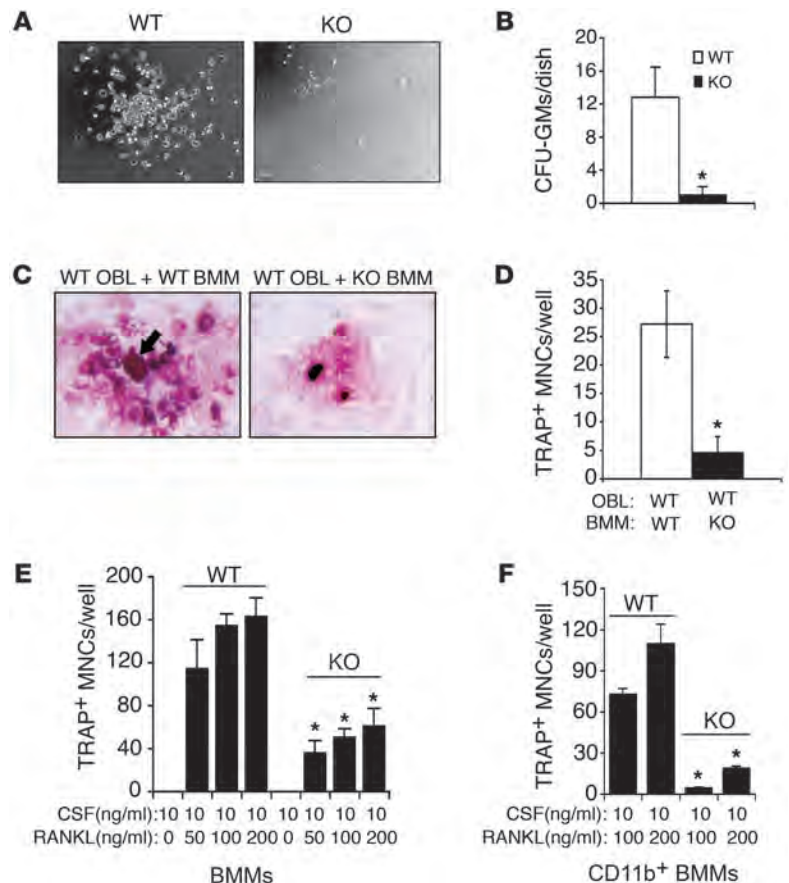 A
WT
KO
B
CFU-GMs/dish
20
16
12
8
4
0
WT
KO
*
C
WT OBL + WT BMM
WT OBL + KO BMM
D
TRAP+ MNCs/well
35
30
25
20
15
10
5
0
*
OBL: WT WT
BMM: WT KO
E
TRAP+ MNCs/well
200
160
120
80
40
0
WT
KO
* * *
CSF(ng/ml): 10 10 10 10 10 10 10 10
RANKL(ng/ml): 0 50 100 200 0 50 100 200
BMMs
F
TRAP+ MNCs/well
150
120
90
60
30
0
WT
KO
* *
CSF(ng/ml): 10 10 10 10
RANKL(ng/ml): 100 200 100 200
CD11b+ BMMs